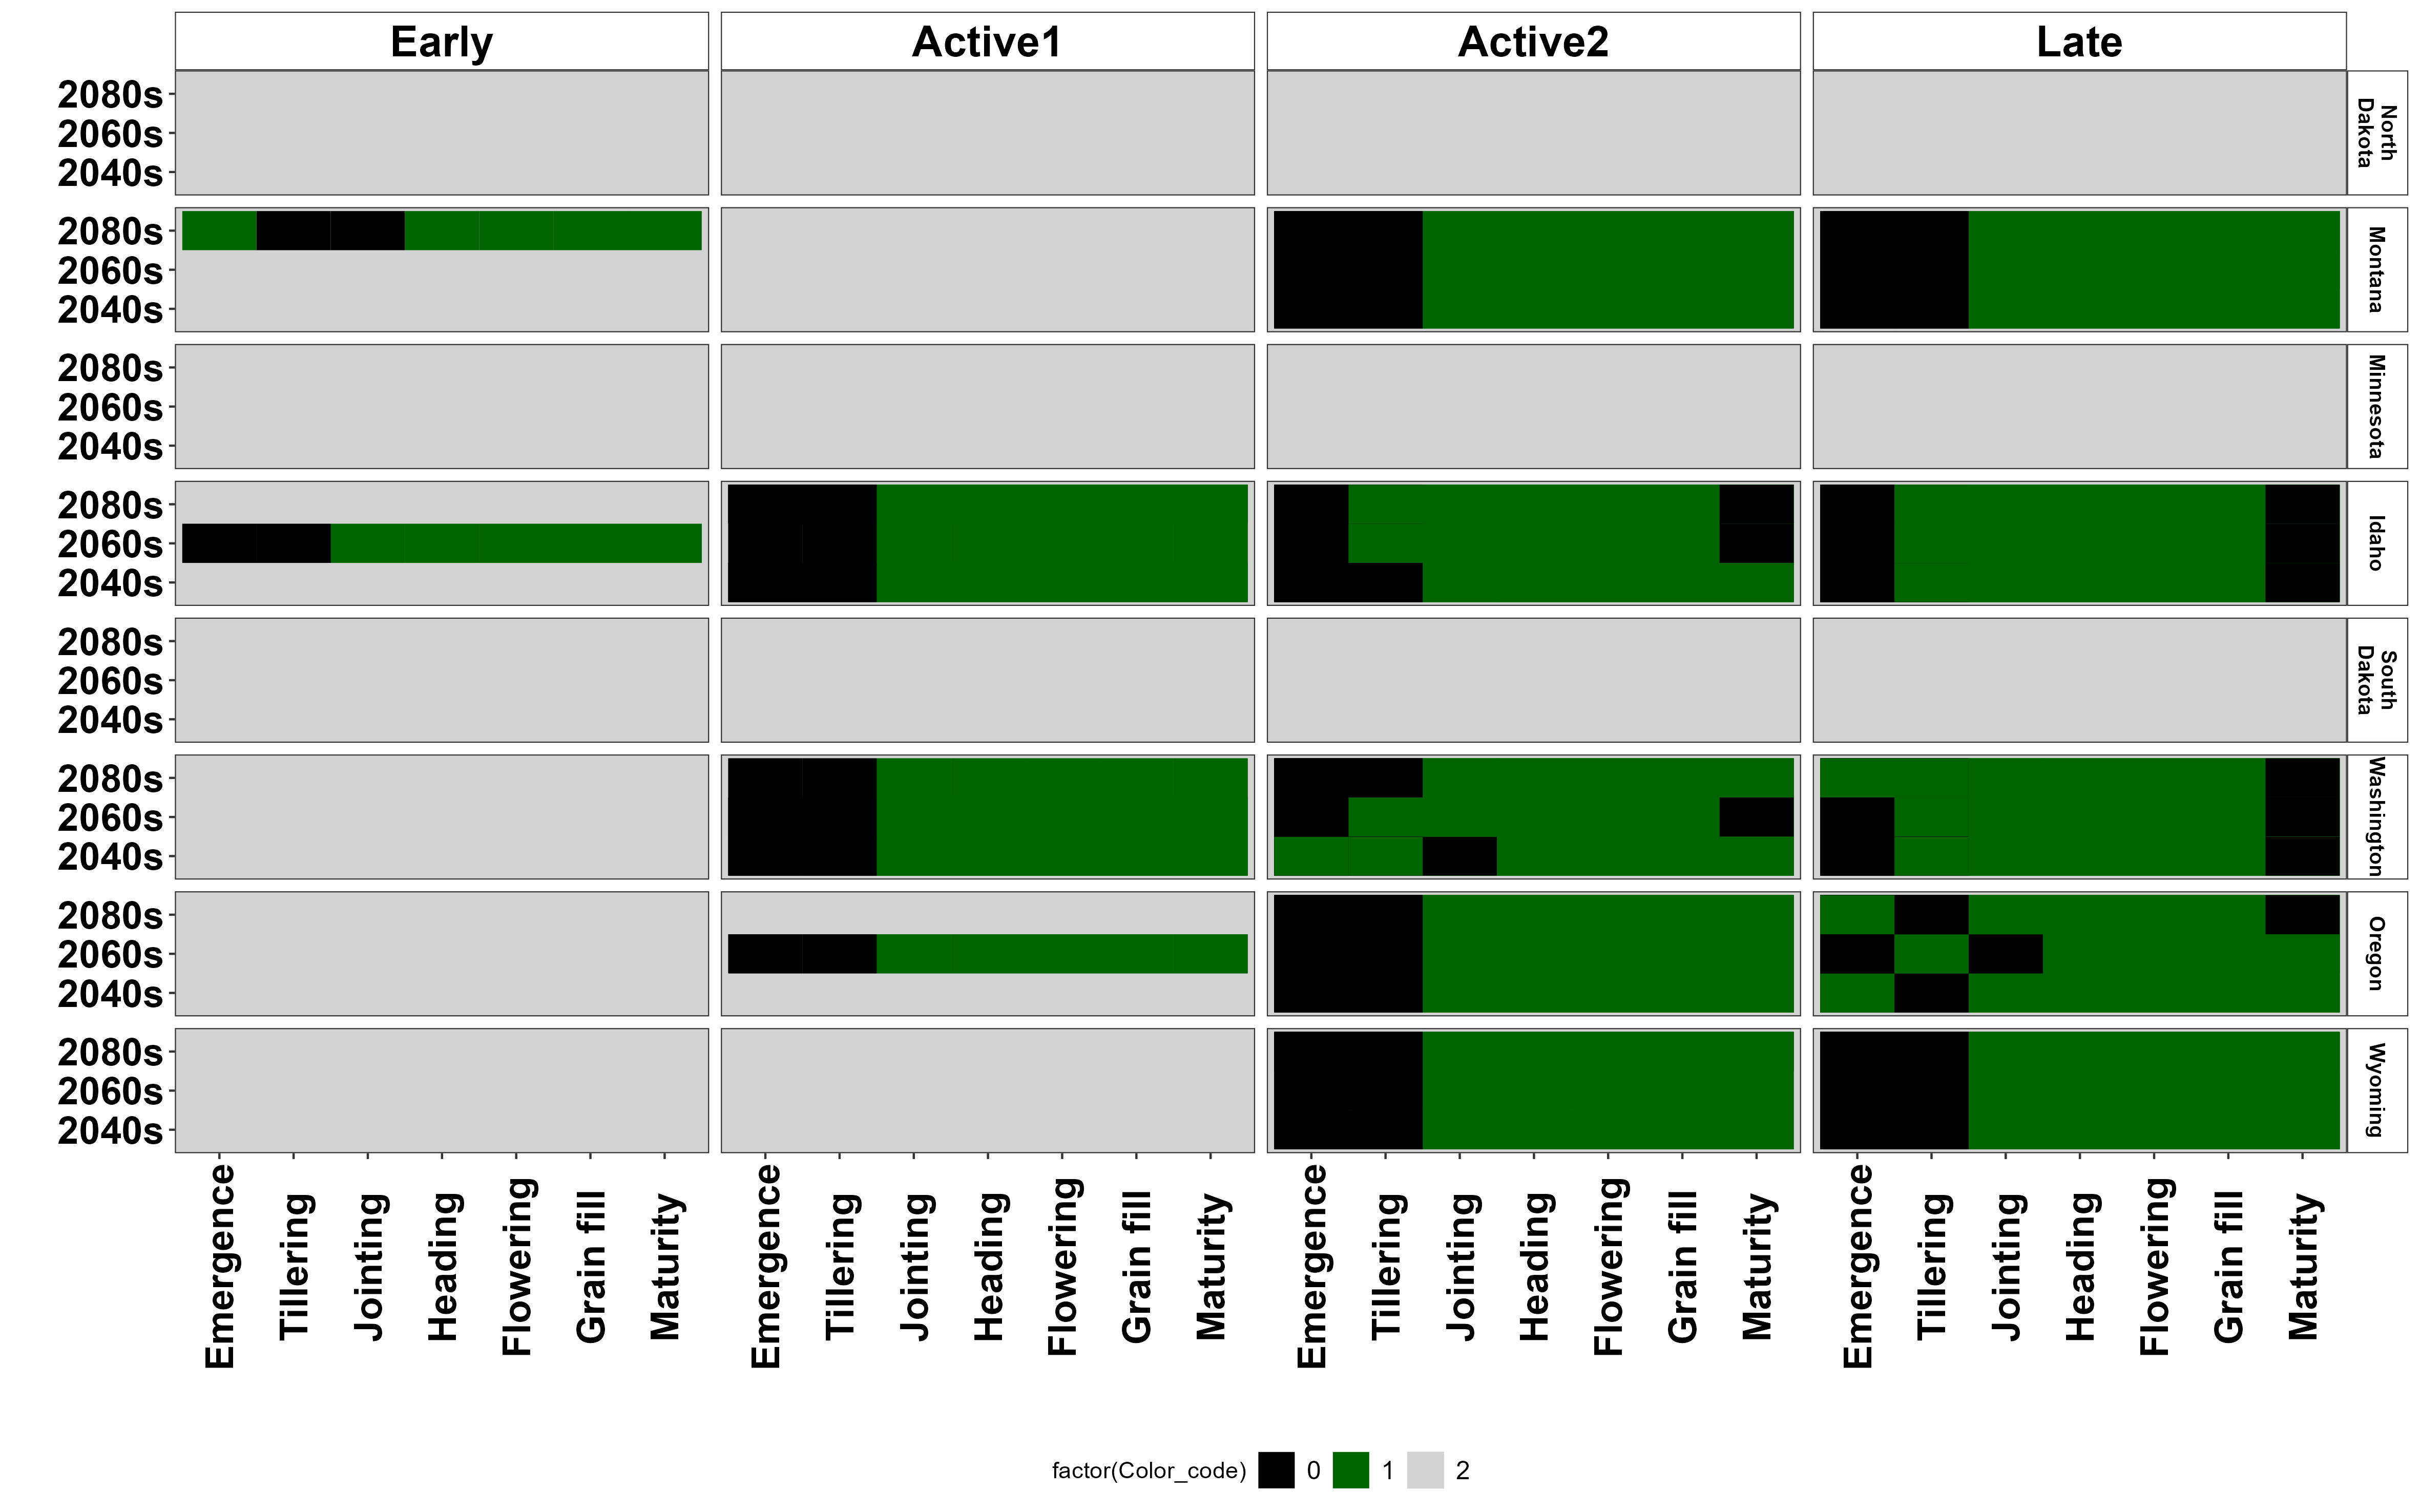 Early Active1 Active2 Late
2080s
2060s
2040s
North
Dakota
2080s
2060s
2040s
Montana
2080s
2060s
2040s
Minnesota
2080s
2060s
2040s
Idaho
2080s
2060s
2040s
South
Dakota
2080s
2060s
2040s
Washington
2080s
2060s
2040s
Oregon
2080s
2060s
2040s
Wyoming
Emergence
Tillering
Jointing
Heading
Flowering
Grain fill
Maturity
Emergence
Tillering
Jointing
Heading
Flowering
Grain fill
Maturity
Emergence
Tillering
Jointing
Heading
Flowering
Grain fill
Maturity
Emergence
Tillering
Jointing
Heading
Flowering
Grain fill
Maturity
factor(Color_code) 0 1 2